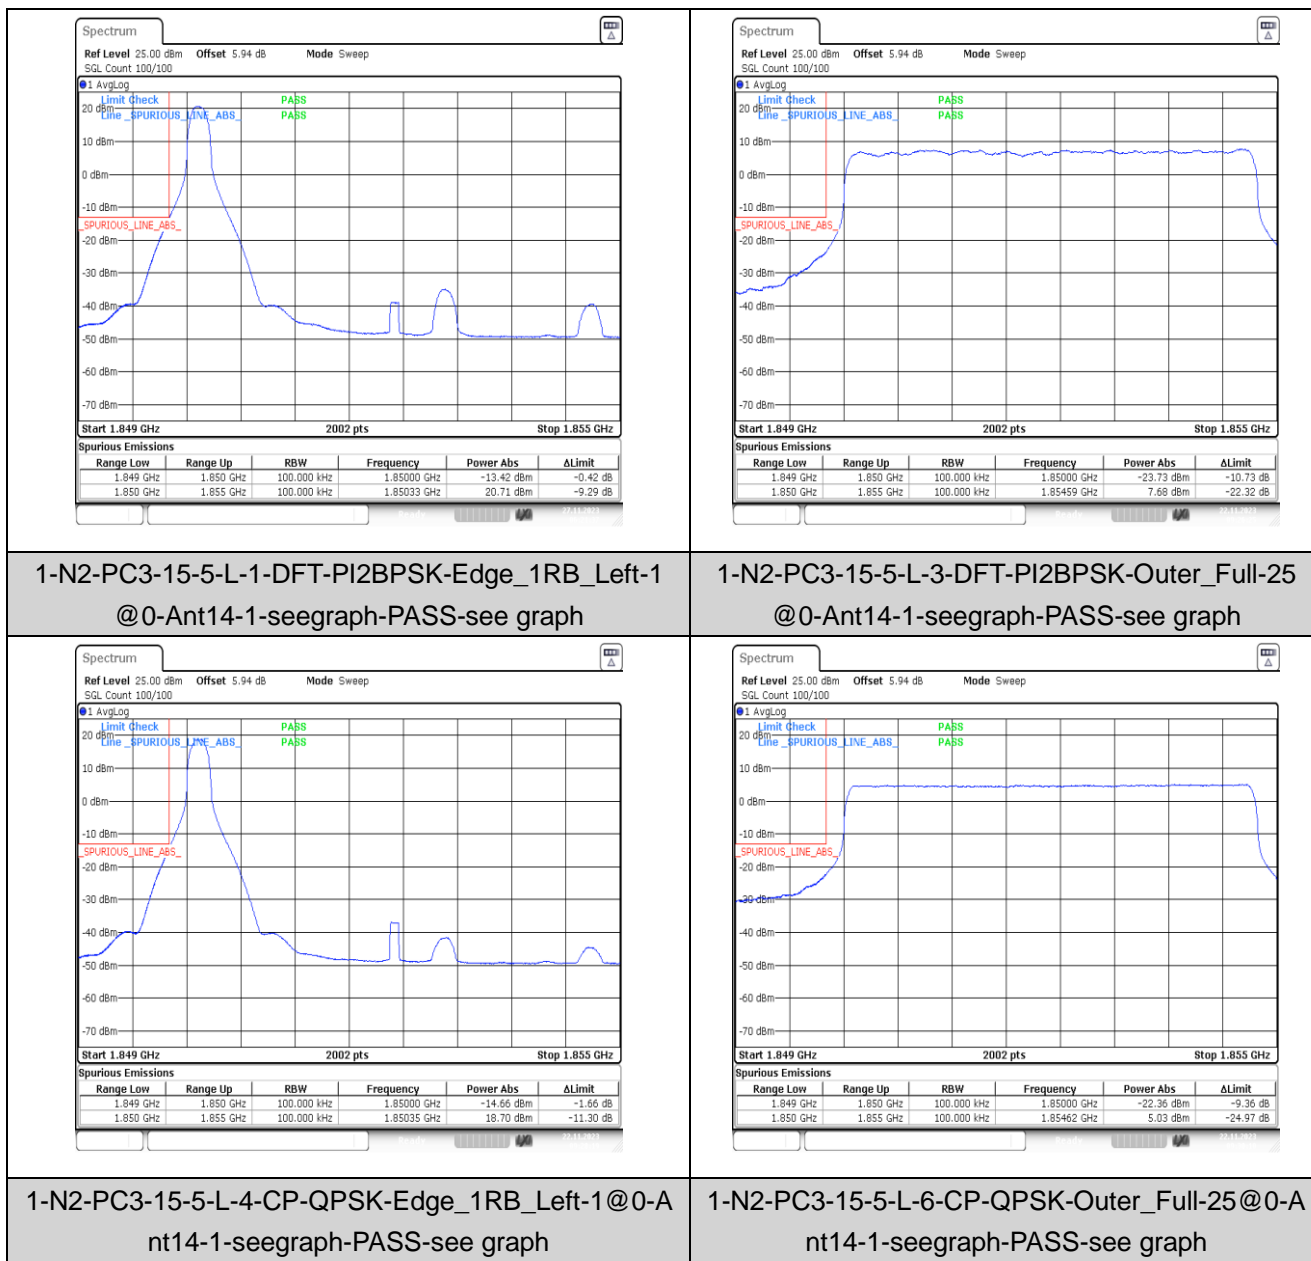 Spectrum
Ref Level 25.00 dBm Offset 5.94 dB Mode Sweep
SGL Count 100/100
1 AvgLog
Limit Check PASS
Line _SPURIOUS_LINE_ABS_ PASS
20 dBm
10 dBm
0 dBm
-10 dBm
_SPURIOUS_LINE_ABS_
-20 dBm
-30 dBm
-40 dBm
-50 dBm
-60 dBm
-70 dBm
Start 1.849 GHz 2002 pts Stop 1.855 GHz
Spurious Emissions
Range Low Range Up RBW Frequency Power Abs ΔLimit
1.849 GHz 1.850 GHz 100.000 kHz 1.85000 GHz -13.42 dBm -0.42 dB
1.850 GHz 1.855 GHz 100.000 kHz 1.85033 GHz 20.71 dBm -9.29 dB
Ready 22.11.2023
1-N2-PC3-15-5-L-1-DFT-PI2BPSK-Edge_1RB_Left-1
@0-Ant14-1-seegraph-PASS-see graph
Spectrum
Ref Level 25.00 dBm Offset 5.94 dB Mode Sweep
SGL Count 100/100
1 AvgLog
Limit Check PASS
Line _SPURIOUS_LINE_ABS_ PASS
20 dBm
10 dBm
0 dBm
-10 dBm
_SPURIOUS_LINE_ABS_
-20 dBm
-30 dBm
-40 dBm
-50 dBm
-60 dBm
-70 dBm
Start 1.849 GHz 2002 pts Stop 1.855 GHz
Spurious Emissions
Range Low Range Up RBW Frequency Power Abs ΔLimit
1.849 GHz 1.850 GHz 100.000 kHz 1.85000 GHz -23.73 dBm -10.73 dB
1.850 GHz 1.855 GHz 100.000 kHz 1.85459 GHz 7.68 dBm -22.32 dB
Ready 22.11.2023
1-N2-PC3-15-5-L-3-DFT-PI2BPSK-Outer_Full-25
@0-Ant14-1-seegraph-PASS-see graph
Spectrum
Ref Level 25.00 dBm Offset 5.94 dB Mode Sweep
SGL Count 100/100
1 AvgLog
Limit Check PASS
Line _SPURIOUS_LINE_ABS_ PASS
20 dBm
10 dBm
0 dBm
-10 dBm
_SPURIOUS_LINE_ABS_
-20 dBm
-30 dBm
-40 dBm
-50 dBm
-60 dBm
-70 dBm
Start 1.849 GHz 2002 pts Stop 1.855 GHz
Spurious Emissions
Range Low Range Up RBW Frequency Power Abs ΔLimit
1.849 GHz 1.850 GHz 100.000 kHz 1.85000 GHz -14.66 dBm -1.66 dB
1.850 GHz 1.855 GHz 100.000 kHz 1.85035 GHz 18.70 dBm -11.30 dB
Ready 22.11.2023
1-N2-PC3-15-5-L-4-CP-QPSK-Edge_1RB_Left-1@0-A
nt14-1-seegraph-PASS-see graph
Spectrum
Ref Level 25.00 dBm Offset 5.94 dB Mode Sweep
SGL Count 100/100
1 AvgLog
Limit Check PASS
Line _SPURIOUS_LINE_ABS_ PASS
20 dBm
10 dBm
0 dBm
-10 dBm
_SPURIOUS_LINE_ABS_
-20 dBm
-30 dBm
-40 dBm
-50 dBm
-60 dBm
-70 dBm
Start 1.849 GHz 2002 pts Stop 1.855 GHz
Spurious Emissions
Range Low Range Up RBW Frequency Power Abs ΔLimit
1.849 GHz 1.850 GHz 100.000 kHz 1.85000 GHz -22.36 dBm -9.36 dB
1.850 GHz 1.855 GHz 100.000 kHz 1.85462 GHz 5.03 dBm -24.97 dB
Ready 22.11.2023
1-N2-PC3-15-5-L-6-CP-QPSK-Outer_Full-25@0-A
nt14-1-seegraph-PASS-see graph